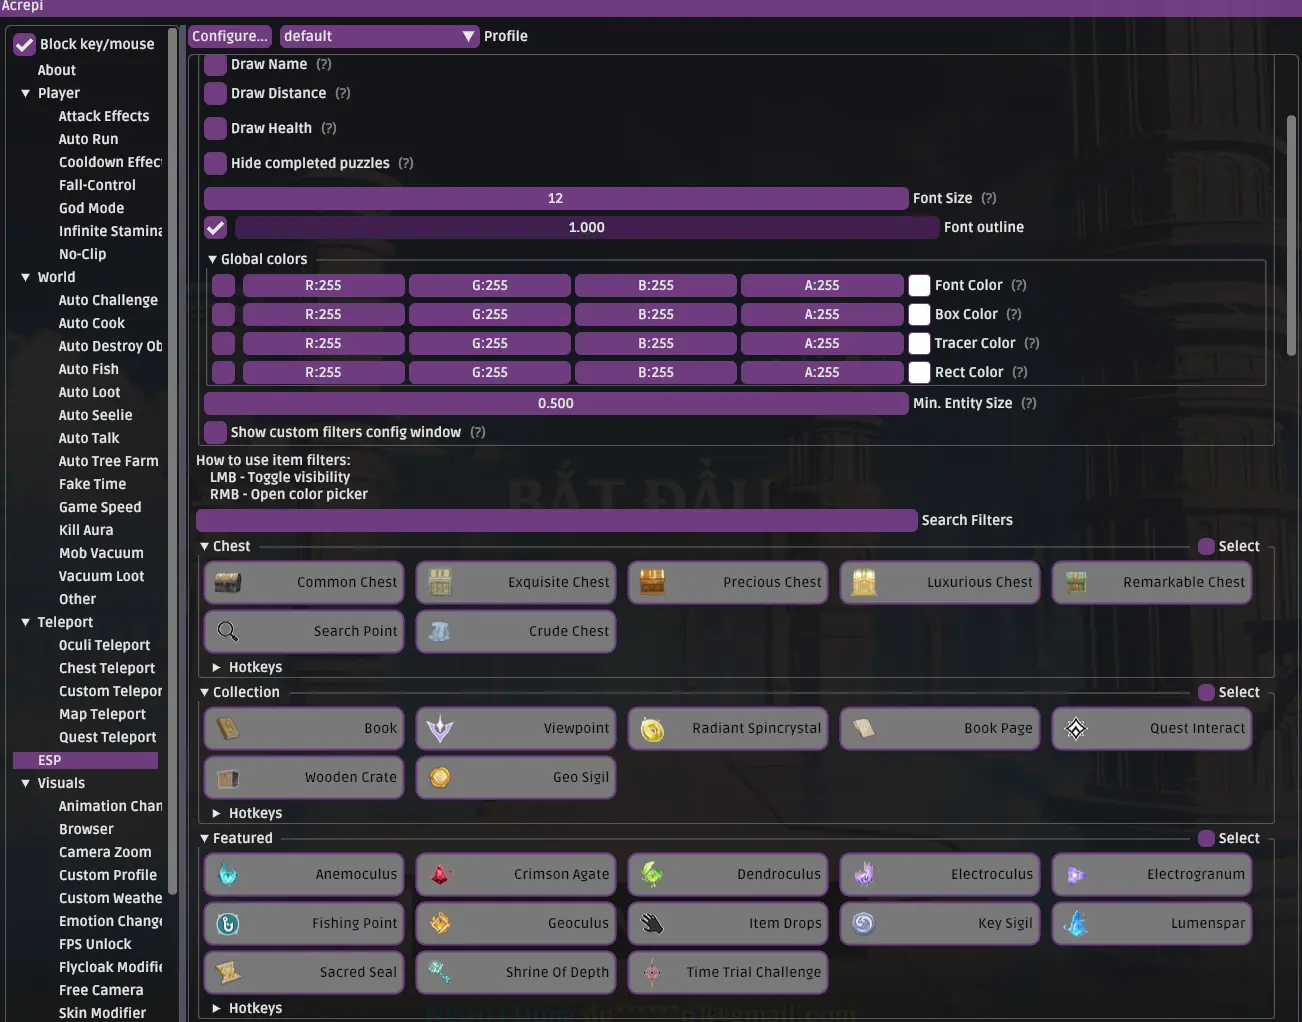 Acrepi
Block key/mouse
About
Player
Attack Effects
Auto Run
Cooldown Effec
Fall-Control
God Mode
Infinite Stamina
No-Clip
World
Auto Challenge
Auto Cook
Auto Destroy Ob
Auto Fish
Auto Loot
Auto Seelie
Auto Talk
Auto Tree Farm
Fake Time
Game Speed
Kill Aura
Mob Vacuum
Vacuum Loot
Other
Teleport
Oculi Teleport
Chest Teleport
Custom Telepor
Map Teleport
Quest Teleport
ESP
Visuals
Animation Chan
Browser
Camera Zoom
Custom Profile
Custom Weathe
Emotion Change
FPS Unlock
Flycloak Modifie
Free Camera
Skin Modifier
Configure... default Profile
Draw Name (?)
Draw Distance (?)
Draw Health (?)
Hide completed puzzles (?)
12 Font Size (?)
1.000 Font outline
Global colors
R:255 G:255 B:255 A:255 Font Color (?)
R:255 G:255 B:255 A:255 Box Color (?)
R:255 G:255 B:255 A:255 Tracer Color (?)
R:255 G:255 B:255 A:255 Rect Color (?)
0.500 Min. Entity Size (?)
Show custom filters config window (?)
How to use item filters:
LMB - Toggle visibility
RMB - Open color picker
BẮT ĐẦU
Search Filters
Chest Select
Common Chest Exquisite Chest Precious Chest Luxurious Chest Remarkable Chest
Search Point Crude Chest
Hotkeys
Collection Select
Book Viewpoint Radiant Spincrystal Book Page Quest Interact
Wooden Crate Geo Sigil
Hotkeys
Featured Select
Anemoculus Crimson Agate Dendroculus Electroculus Electrogranum
Fishing Point Geoculus Item Drops Key Sigil Lumenspar
Sacred Seal Shrine Of Depth Time Trial Challenge
Hotkeys